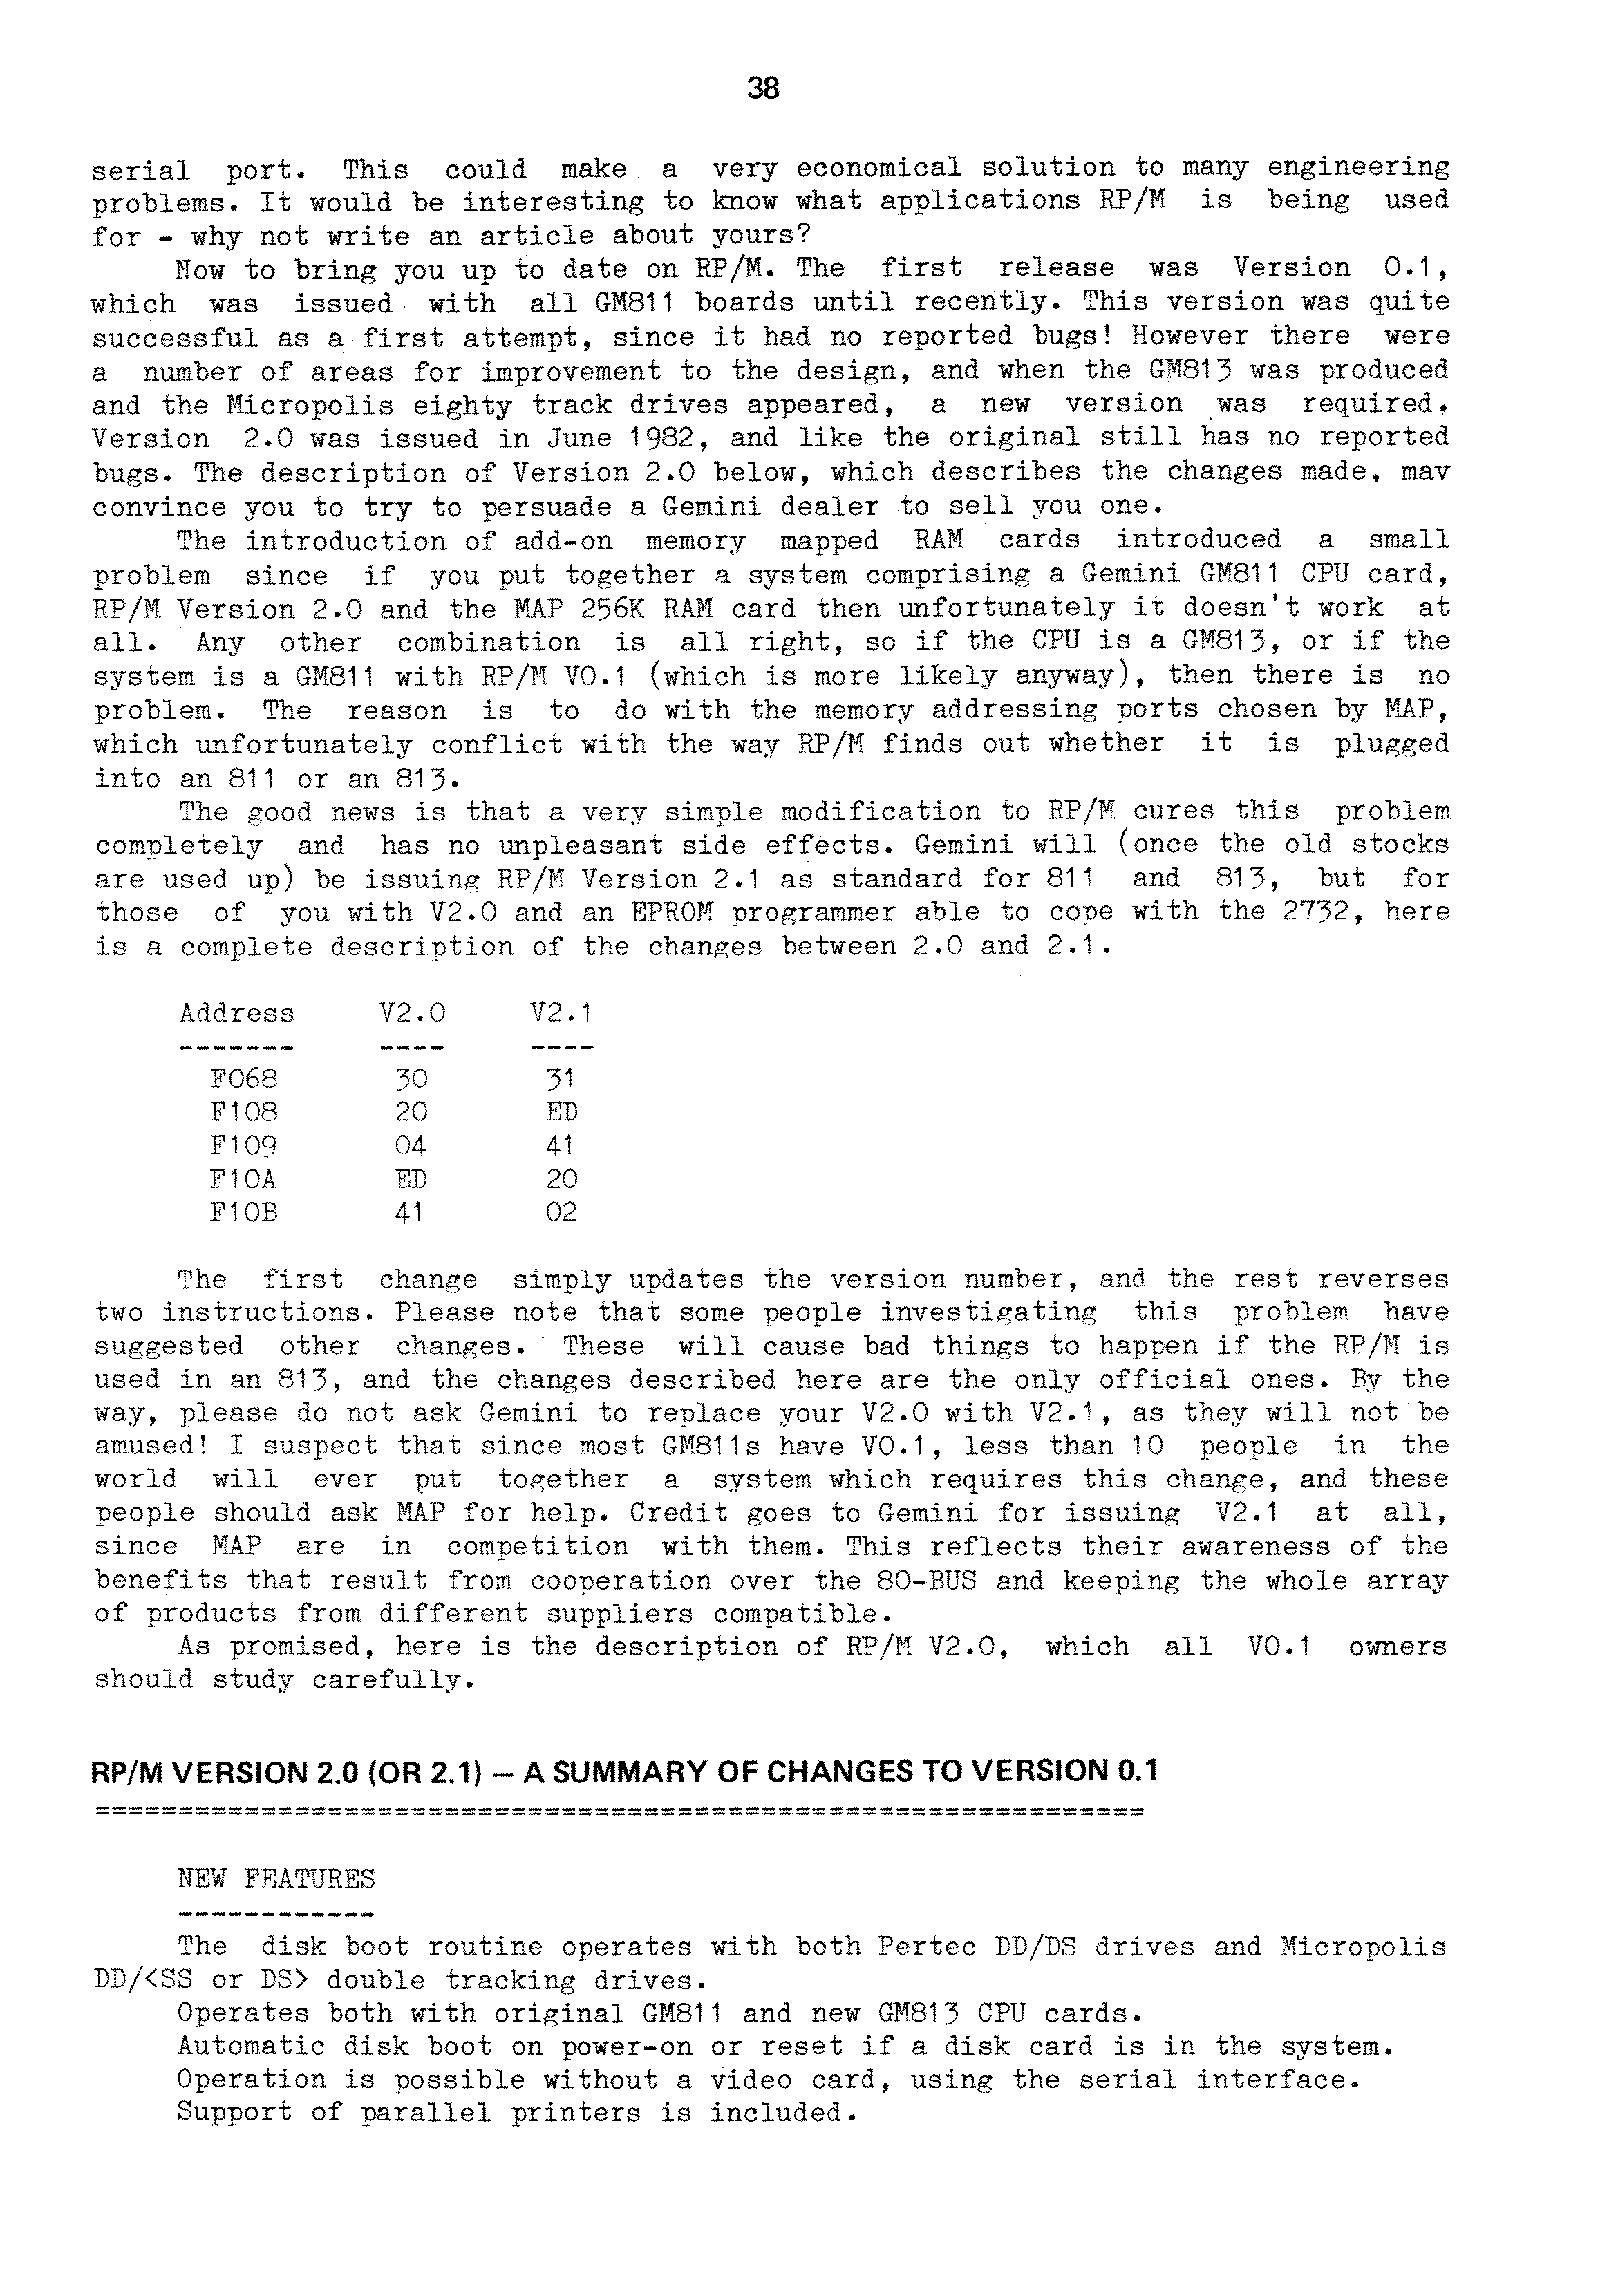 38
serial port. This could make a very economical solution to many engineering
problems. It would be interesting to know what applications RP/M is being used
for - why not write an article about yours?
Now to bring you up to date on RP/M. The first release was Version 0.1,
which was issued with all GM811 boards until recently. This version was quite
successful as a first attempt, since it had no reported bugs! However there were
a number of areas for improvement to the design, and when the GM813 was produced
and the Micropolis eighty track drives appeared, a new version was required.
Version 2.0 was issued in June 1982, and like the original still has no reported
bugs. The description of Version 2.0 below, which describes the changes made, may
convince you to try to persuade a Gemini dealer to sell you one.
The introduction of add-on memory mapped RAM cards introduced a small
problem since if you put together a system comprising a Gemini GM811 CPU card,
RP/M Version 2.0 and the MAP 256K RAM card then unfortunately it doesn't work at
all. Any other combination is all right, so if the CPU is a GM813, or if the
system is a GM811 with RP/M V0.1 (which is more likely anyway), then there is no
problem. The reason is to do with the memory addressing ports chosen by MAP,
which unfortunately conflict with the way RP/M finds out whether it is plugged
into an 811 or an 813.
The good news is that a very simple modification to RP/M cures this problem
completely and has no unpleasant side effects. Gemini will (once the old stocks
are used up) be issuing RP/M Version 2.1 as standard for 811 and 813, but for
those of you with V2.0 and an EPROM programmer able to cope with the 2732, here
is a complete description of the changes between 2.0 and 2.1.
Address V2.0 V2.1
------- ---- ----
F068 30 31
F108 20 ED
F109 04 41
F10A ED 20
F10B 41 02
The first change simply updates the version number, and the rest reverses
two instructions. Please note that some people investigating this problem have
suggested other changes. These will cause bad things to happen if the RP/M is
used in an 813, and the changes described here are the only official ones. By the
way, please do not ask Gemini to replace your V2.0 with V2.1, as they will not be
amused! I suspect that since most GM811s have V0.1, less than 10 people in the
world will ever put together a system which requires this change, and these
people should ask MAP for help. Credit goes to Gemini for issuing V2.1 at all,
since MAP are in competition with them. This reflects their awareness of the
benefits that result from cooperation over the 80-BUS and keeping the whole array
of products from different suppliers compatible.
As promised, here is the description of RP/M V2.0, which all V0.1 owners
should study carefully.
RP/M VERSION 2.0 (OR 2.1) — A SUMMARY OF CHANGES TO VERSION 0.1
===============================================================
NEW FEATURES
------------
The disk boot routine operates with both Pertec DD/DS drives and Micropolis
DD/<SS or DS> double tracking drives.
Operates both with original GM811 and new GM813 CPU cards.
Automatic disk boot on power-on or reset if a disk card is in the system.
Operation is possible without a video card, using the serial interface.
Support of parallel printers is included.